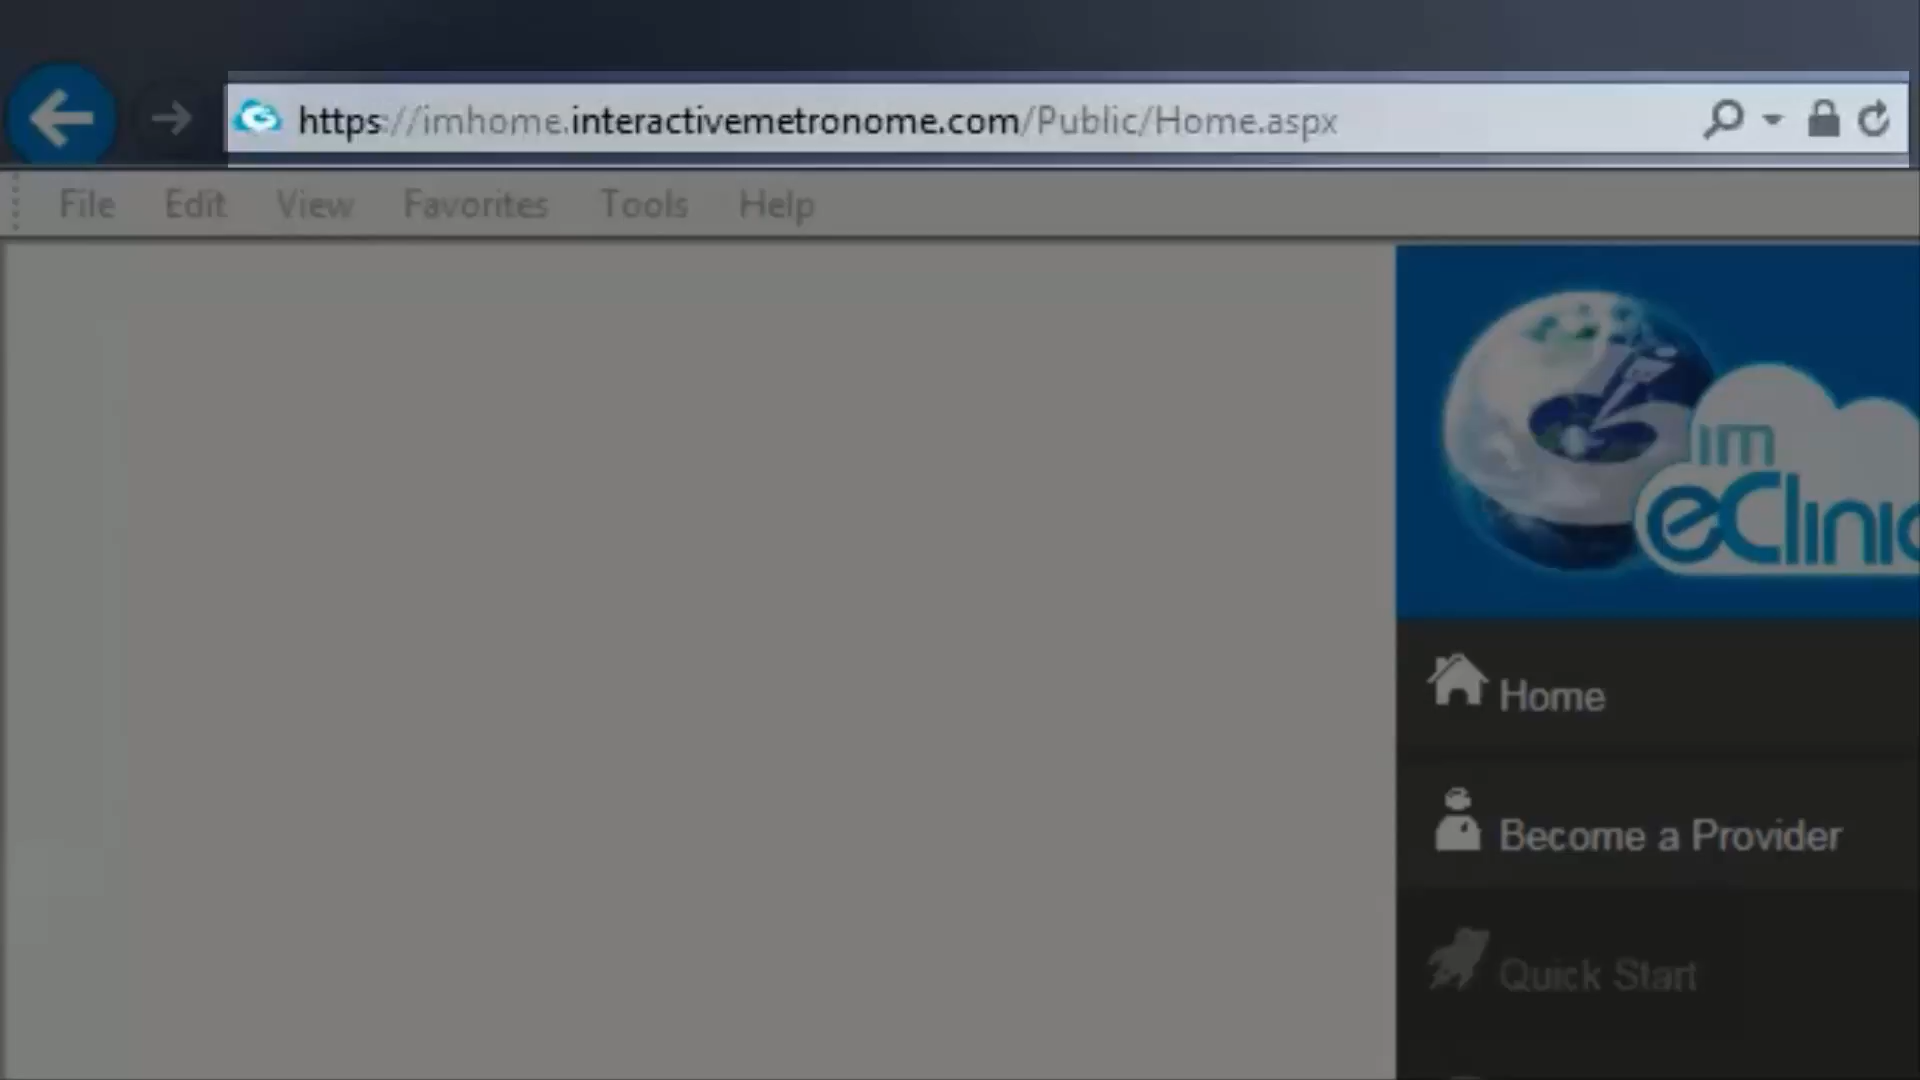 https://imhome.interactivemetronome.com/Public/Home.aspx
File Edit View Favorites Tools Help
im
eClinic
Home
Become a Provider
Quick Start